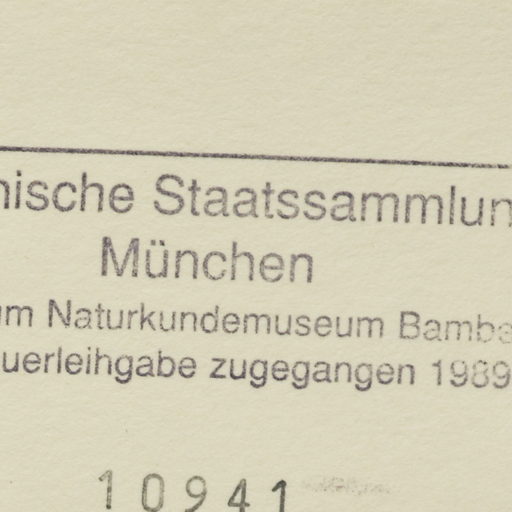 nische Staatssammlun
München
um Naturkundemuseum Bamba
uerleihgabe zugegangen 1989
10941